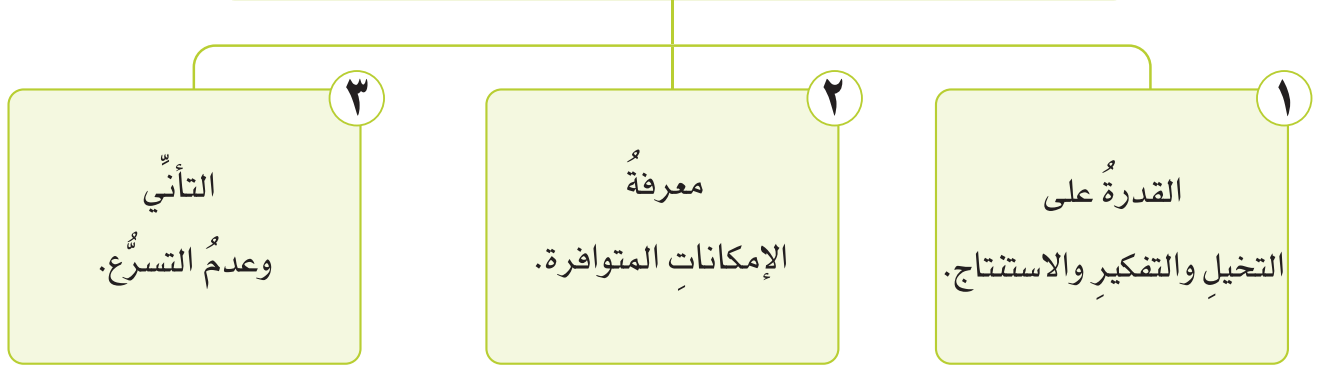 ١
القدرةُ على
التخيلِ والتفكيرِ والاستنتاج.
٢
معرفةُ
الإمكاناتِ المتوافرة.
٣
التأنِّي
وعدمُ التسرُّع.